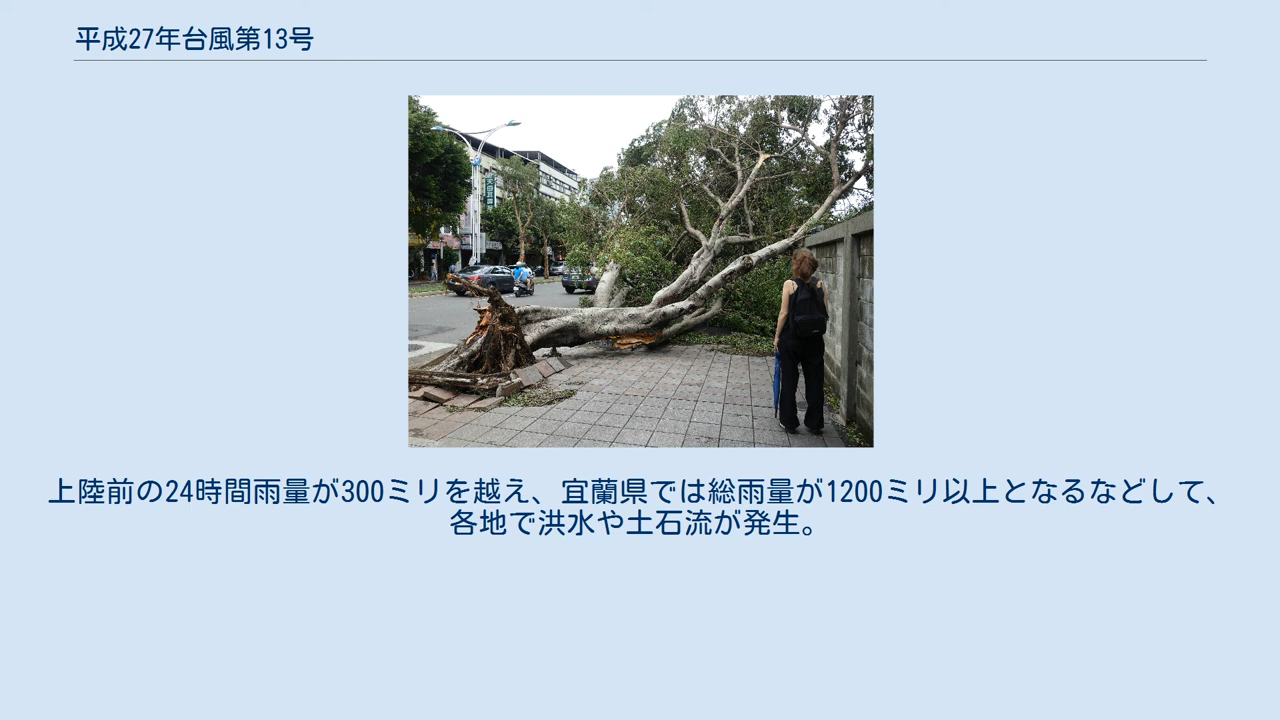 平成27年台風第13号
上陸前の24時間雨量が300ミリを越え、宜蘭県では総雨量が1200ミリ以上となるなどして、
各地で洪水や土石流が発生。